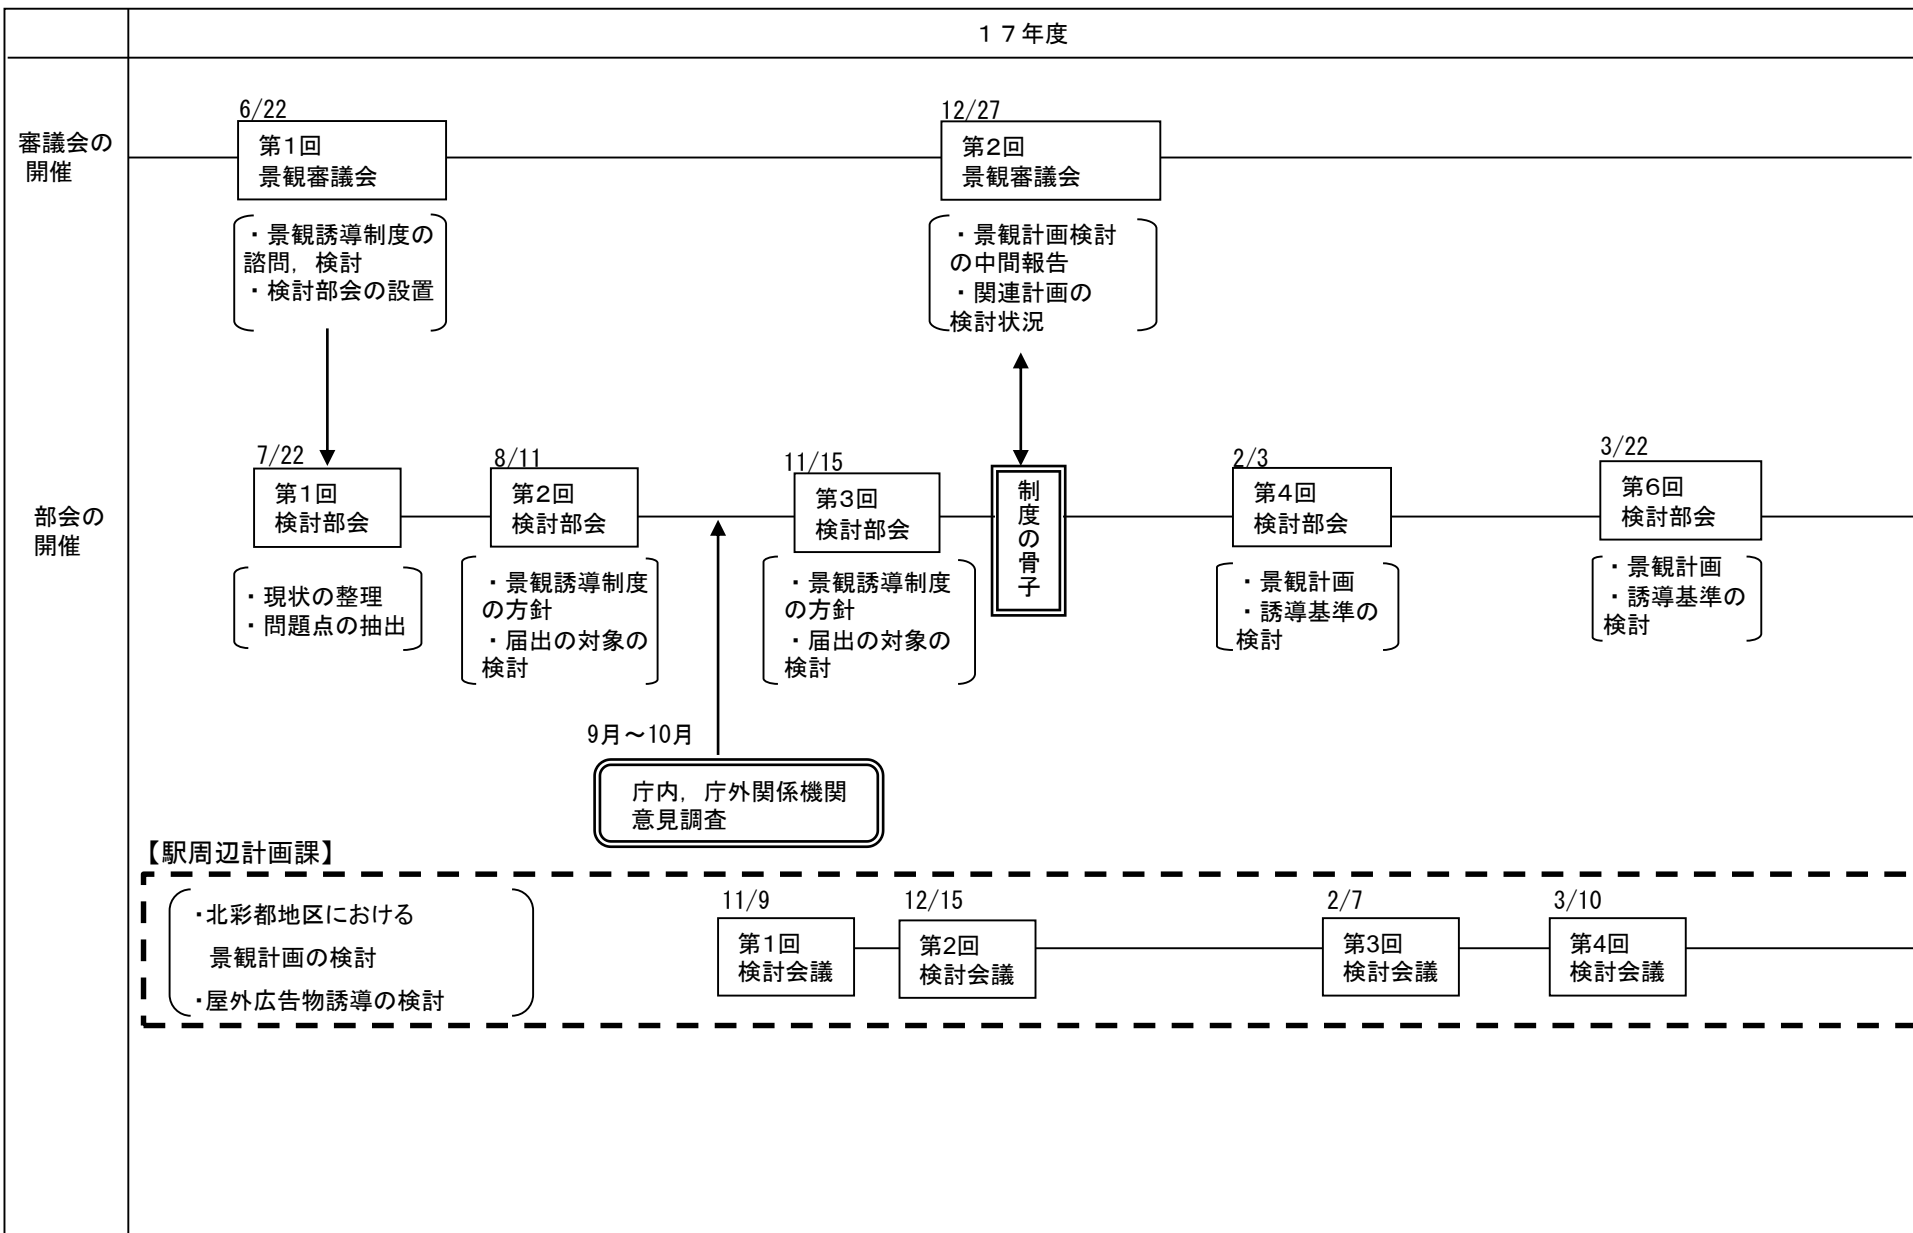 １７年度
審議会の
開催
6/22
第1回
景観審議会
・景観誘導制度の
諮問，検討
・検討部会の設置
12/27
第2回
景観審議会
・景観計画検討
の中間報告
・関連計画の
検討状況
部会の
開催
7/22
第1回
検討部会
・現状の整理
・問題点の抽出
8/11
第2回
検討部会
・景観誘導制度
の方針
・届出の対象の
検討
11/15
第3回
検討部会
・景観誘導制度
の方針
・届出の対象の
検討
制度の骨子
2/3
第4回
検討部会
・景観計画
・誘導基準の
検討
3/22
第6回
検討部会
・景観計画
・誘導基準の
検討
9月～10月
庁内，庁外関係機関
意見調査
【駅周辺計画課】
・北彩都地区における
景観計画の検討
・屋外広告物誘導の検討
11/9
第1回
検討会議
12/15
第2回
検討会議
2/7
第3回
検討会議
3/10
第4回
検討会議